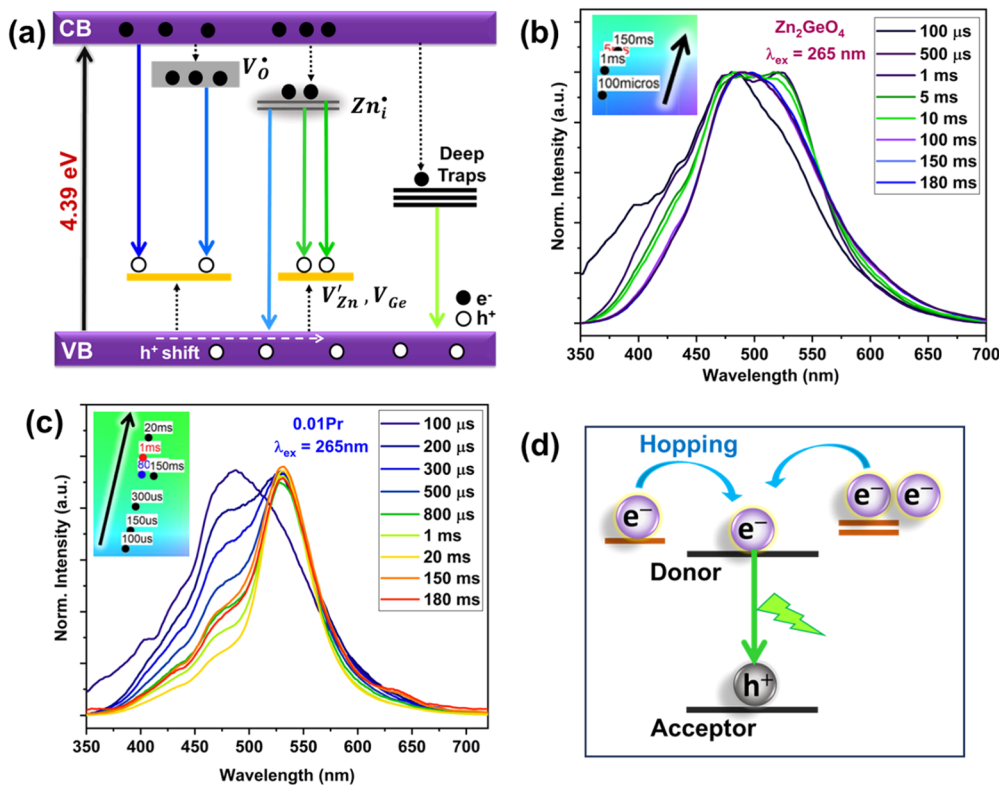 (a)
CB
V_O^•
Zn_i^•
4.39 eV
Deep
Traps
V'_Zn , V_Ge
e-
h+
VB
h+ shift
(b)
150ms
1ms
100micros
Zn2GeO4
λex = 265 nm
100 µs
500 µs
1 ms
5 ms
10 ms
100 ms
150 ms
180 ms
Norm. Intensity (a.u.)
350 400 450 500 550 600 650 700
Wavelength (nm)
(c)
20ms
1ms
150ms
300us
150us
100us
0.01Pr
λex = 265nm
100 µs
200 µs
300 µs
500 µs
800 µs
1 ms
20 ms
150 ms
180 ms
Norm. Intensity (a.u.)
350 400 450 500 550 600 650 700
Wavelength (nm)
(d)
Hopping
e−
e−
e− e−
Donor
h+
Acceptor